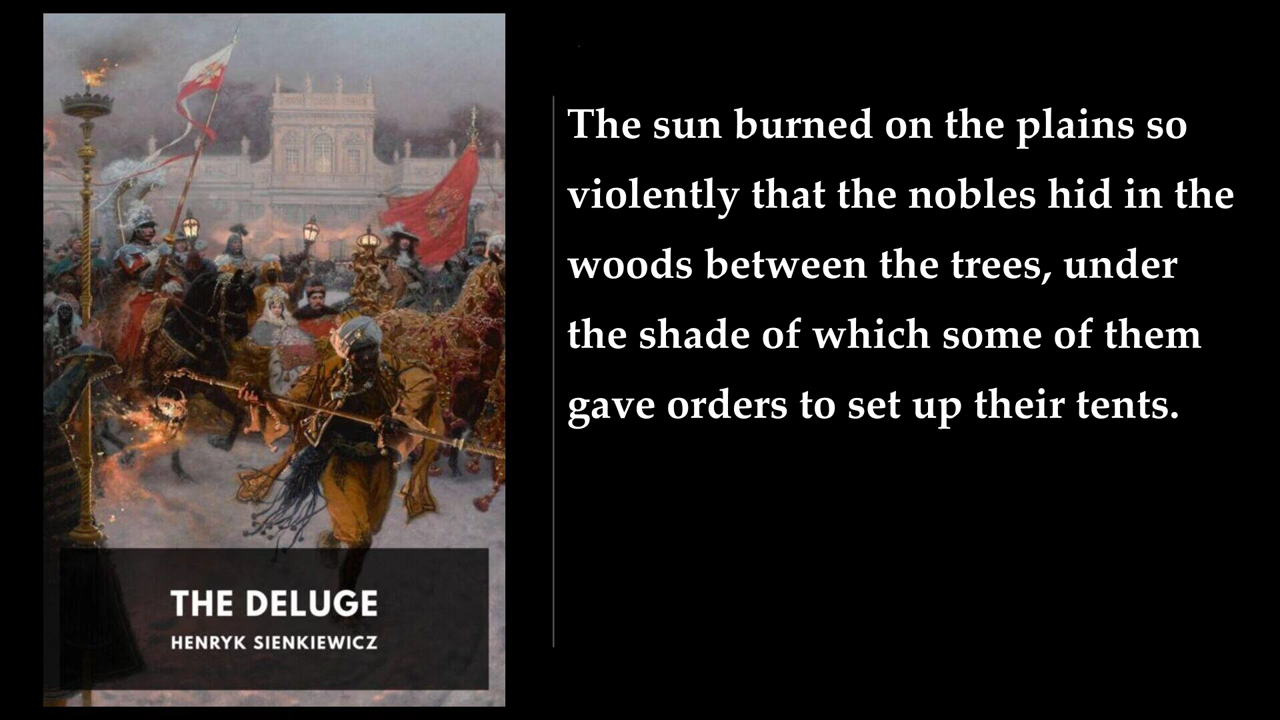 The sun burned on the plains so
violently that the nobles hid in the
woods between the trees, under
the shade of which some of them
gave orders to set up their tents.
THE DELUGE
HENRYK SIENKIEWICZ